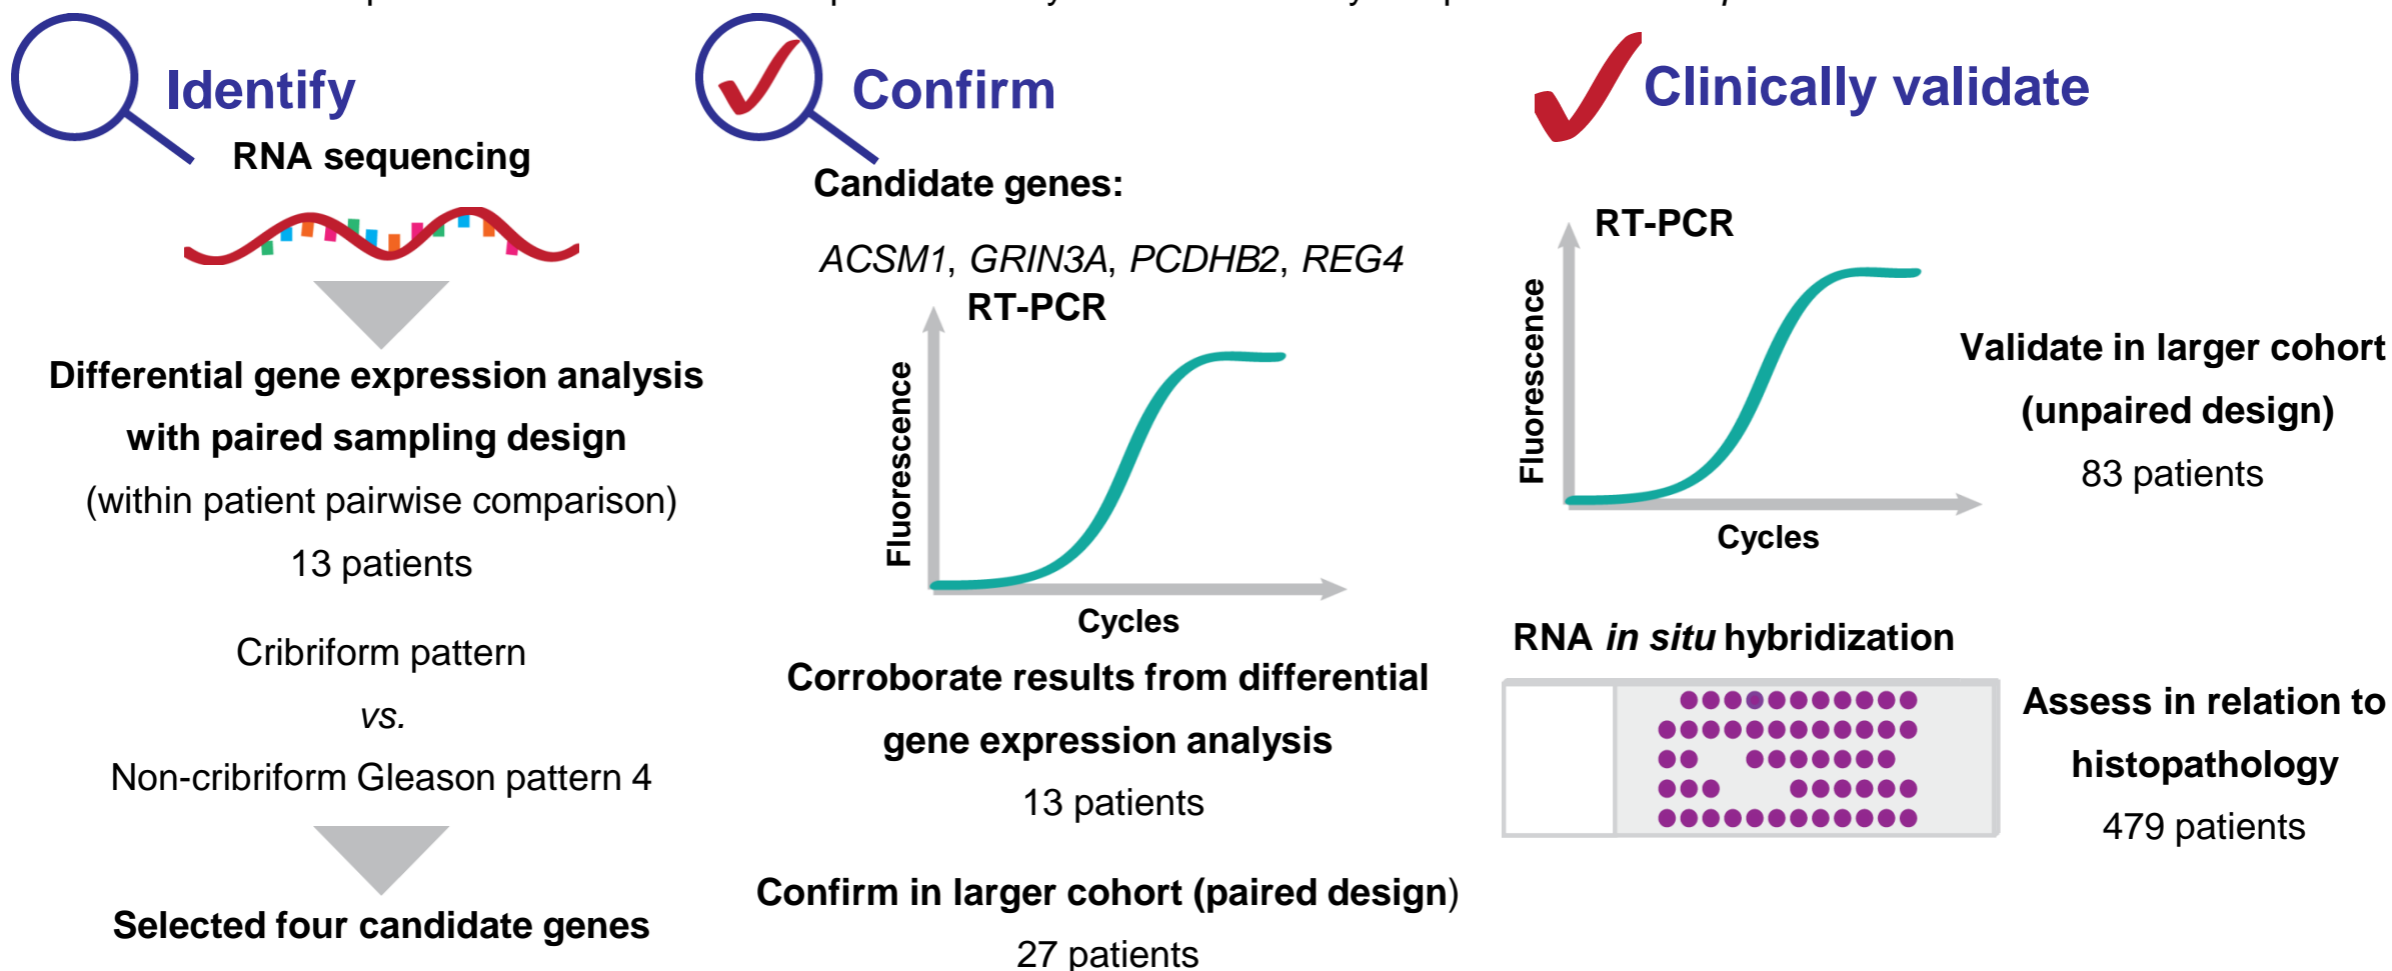 Identify
RNA sequencing
Differential gene expression analysis
with paired sampling design
(within patient pairwise comparison)
13 patients
Cribriform pattern
vs.
Non-cribriform Gleason pattern 4
Selected four candidate genes
Confirm
Candidate genes:
ACSM1, GRIN3A, PCDHB2, REG4
RT-PCR
Fluorescence
Cycles
Corroborate results from differential
gene expression analysis
13 patients
Confirm in larger cohort (paired design)
27 patients
Clinically validate
RT-PCR
Fluorescence
Cycles
Validate in larger cohort
(unpaired design)
83 patients
RNA in situ hybridization
Assess in relation to
histopathology
479 patients